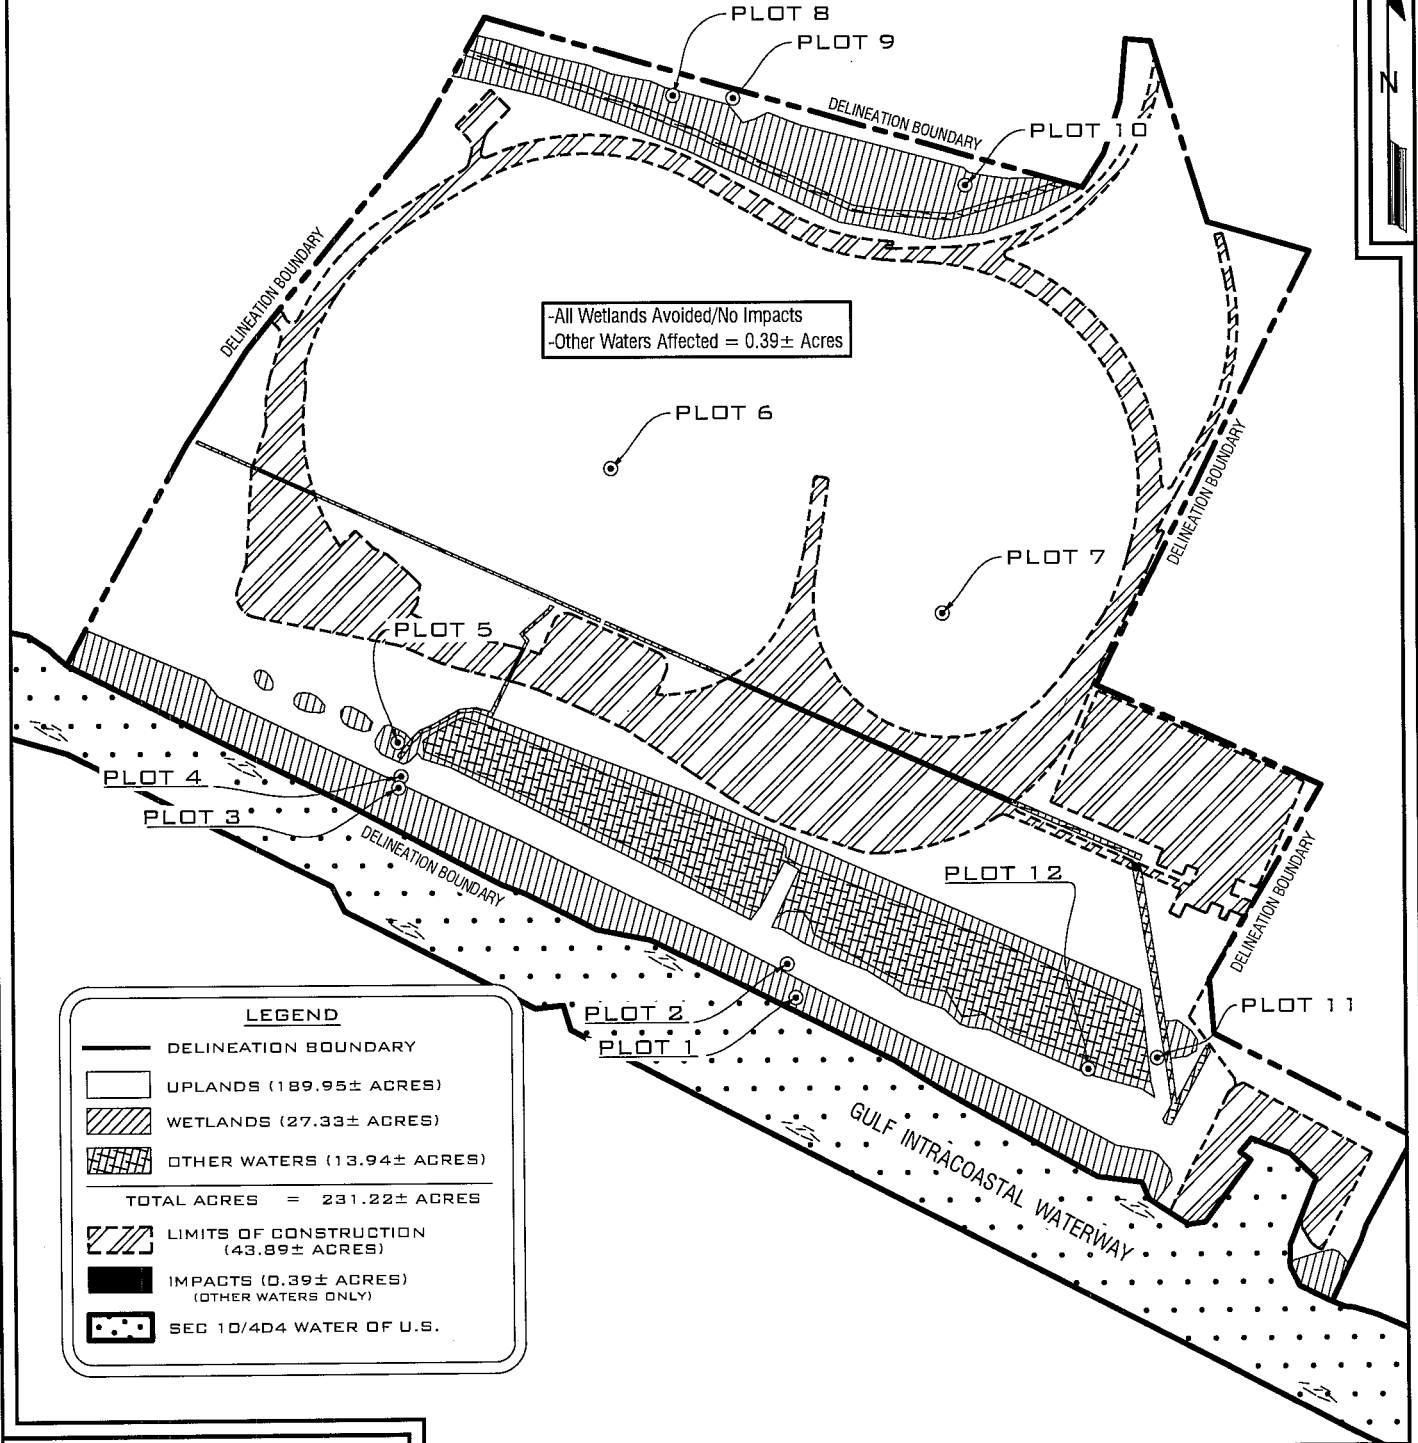 PLOT 8
PLOT 9
DELINEATION BOUNDARY
PLOT 10
N
DELINEATION BOUNDARY
-All Wetlands Avoided/No Impacts
-Other Waters Affected = 0.39± Acres
PLOT 6
DELINEATION BOUNDARY
PLOT 7
PLOT 5
PLOT 4
PLOT 3
DELINEATION BOUNDARY
PLOT 12
DELINEATION BOUNDARY
PLOT 2
PLOT 11
PLOT 1
GULF INTRACOASTAL WATERWAY
LEGEND
DELINEATION BOUNDARY
UPLANDS (189.95± ACRES)
WETLANDS (27.33± ACRES)
OTHER WATERS (13.94± ACRES)
TOTAL ACRES = 231.22± ACRES
LIMITS OF CONSTRUCTION
(43.89± ACRES)
IMPACTS (0.39± ACRES)
(OTHER WATERS ONLY)
SEC 10/404 WATER OF U.S.